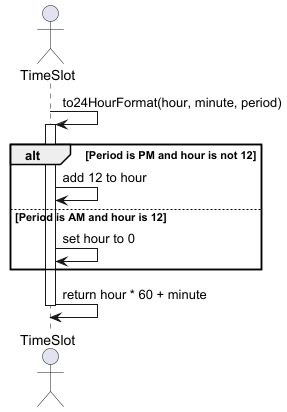 TimeSlot
to24HourFormat(hour, minute, period)
alt [Period is PM and hour is not 12]
add 12 to hour
[Period is AM and hour is 12]
set hour to 0
return hour * 60 + minute
TimeSlot